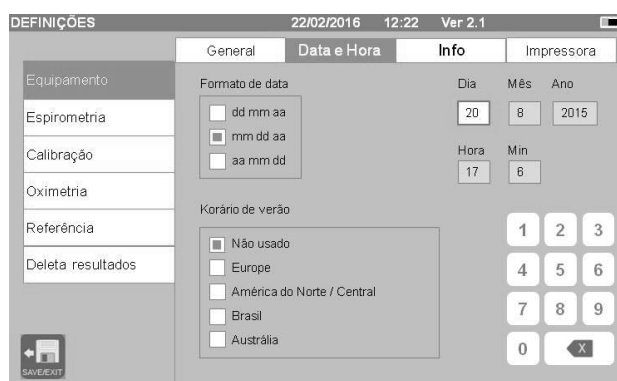 DEFINIÇÕES 22/02/2016 12:22 Ver 2.1
General Data e Hora Info Impressora
Equipamento
Espirometria
Calibração
Oximetria
Referência
Deleta resultados
SAVE/EXIT
Formato de data
dd mm aa
mm dd aa
aa mm dd
Korário de verão
Não usado
Europe
América do Norte / Central
Brasil
Austrália
Dia Mês Ano
20 8 2015
Hora Min
17 6
1 2 3
4 5 6
7 8 9
0 X